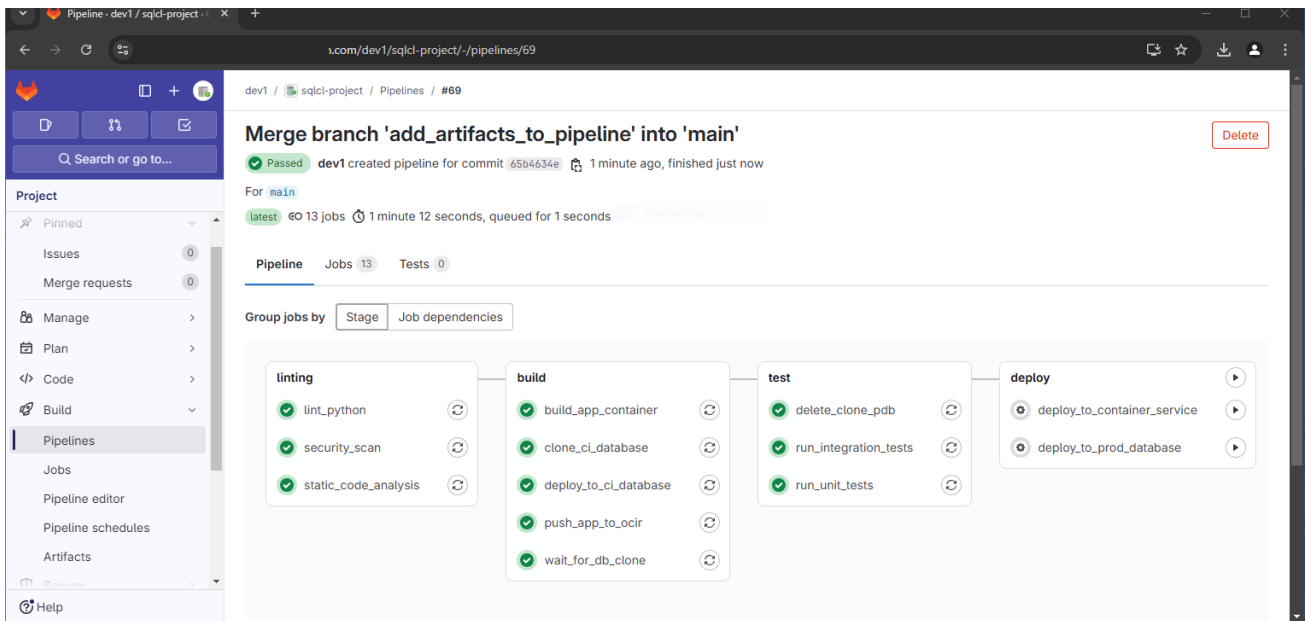 Pipeline · dev1 / sqlcl-project ·
.com/dev1/sqlcl-project/-/pipelines/69
dev1 / sqlcl-project / Pipelines / #69
Search or go to...
Merge branch 'add_artifacts_to_pipeline' into 'main'
Delete
Passed dev1 created pipeline for commit 65b4634e 1 minute ago, finished just now
For main
latest 13 jobs 1 minute 12 seconds, queued for 1 seconds
Project
Pinned
Issues 0
Merge requests 0
Manage
Plan
Code
Build
Pipelines
Jobs
Pipeline editor
Pipeline schedules
Artifacts
Secure
Help
Pipeline Jobs 13 Tests 0
Group jobs by Stage Job dependencies
linting
lint_python
security_scan
static_code_analysis
build
build_app_container
clone_ci_database
deploy_to_ci_database
push_app_to_ocir
wait_for_db_clone
test
delete_clone_pdb
run_integration_tests
run_unit_tests
deploy
deploy_to_container_service
deploy_to_prod_database